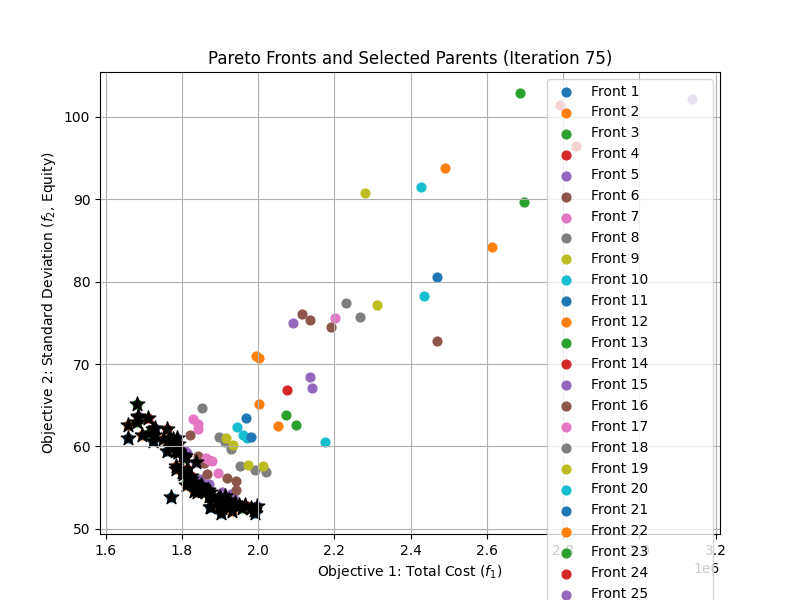 Pareto Fronts and Selected Parents (Iteration 75)
Objective 2: Standard Deviation (f₂, Equity)
100
90
80
70
60
50
1.6
1.8
2.0
2.2
2.4
2.6
2.8
3.2
1e6
Objective 1: Total Cost (f₁)
Front 1
Front 2
Front 3
Front 4
Front 5
Front 6
Front 7
Front 8
Front 9
Front 10
Front 11
Front 12
Front 13
Front 14
Front 15
Front 16
Front 17
Front 18
Front 19
Front 20
Front 21
Front 22
Front 23
Front 24
Front 25